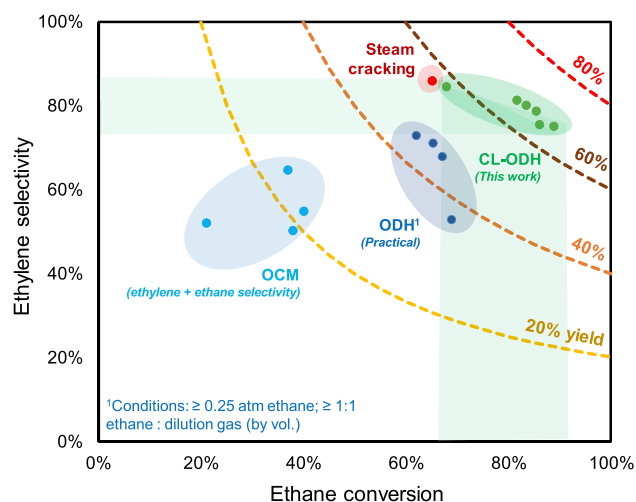 100%
80%
60%
40%
20%
0%
Ethylene selectivity
0%
20%
40%
60%
80%
100%
Ethane conversion
Steam
cracking
80%
60%
40%
20% yield
CL-ODH
(This work)
ODH¹
(Practical)
OCM
(ethylene + ethane selectivity)
¹Conditions: ≥ 0.25 atm ethane; ≥ 1:1
ethane : dilution gas (by vol.)